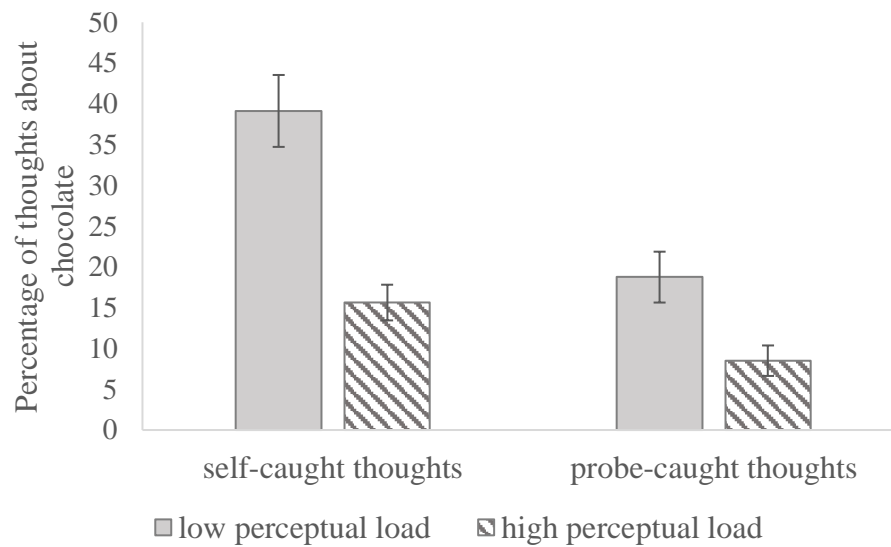 50
45
40
35
30
25
20
15
10
5
0
Percentage of thoughts about
chocolate
self-caught thoughts
probe-caught thoughts
low perceptual load
high perceptual load